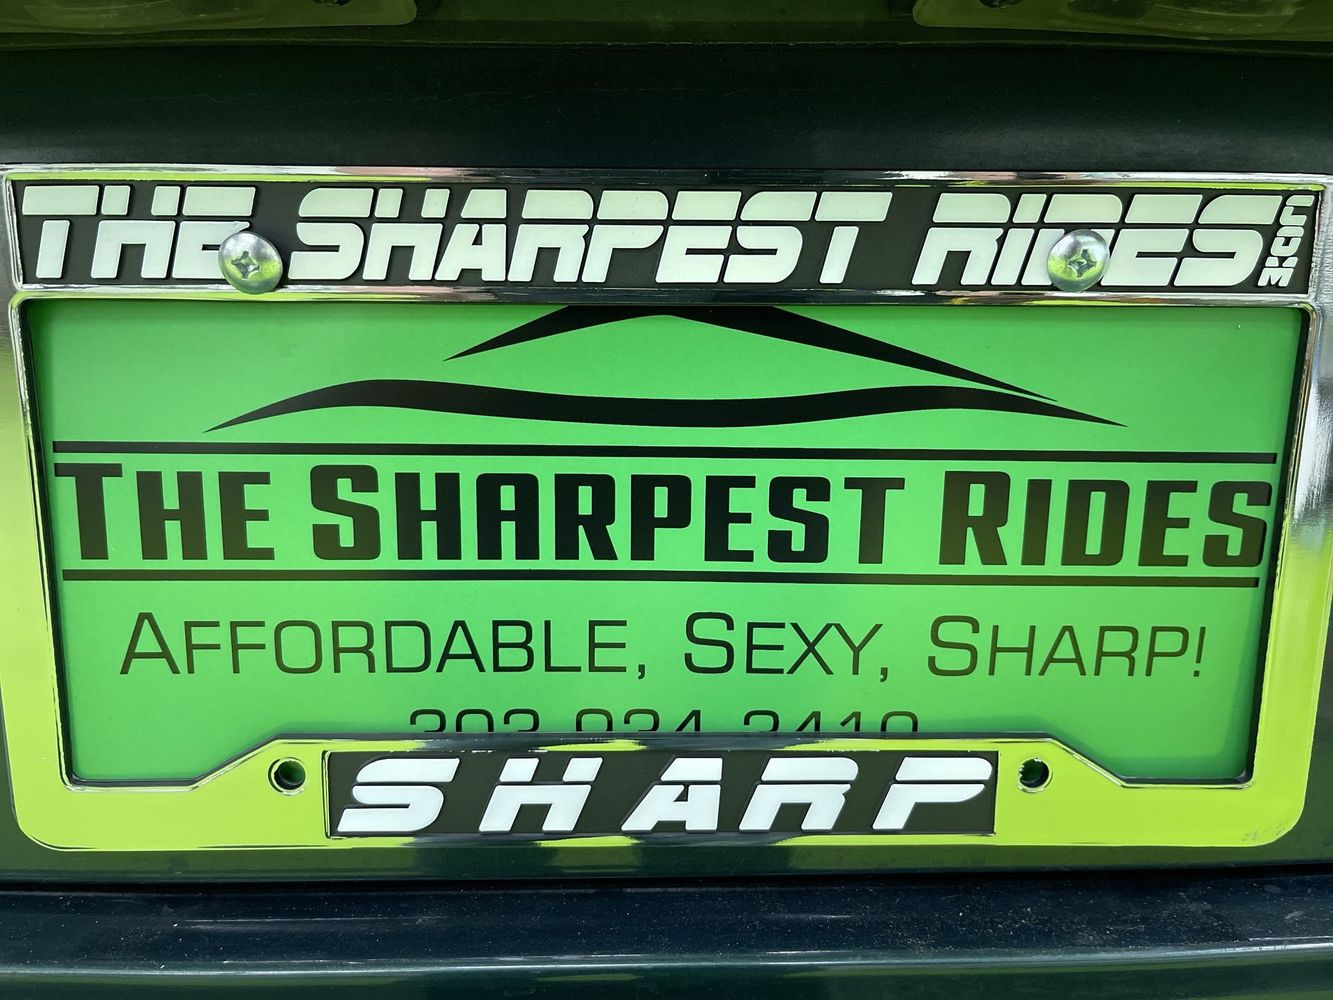 THE SHARPEST RIDES.COM
THE SHARPEST RIDES
AFFORDABLE, SEXY, SHARP!
SHARP